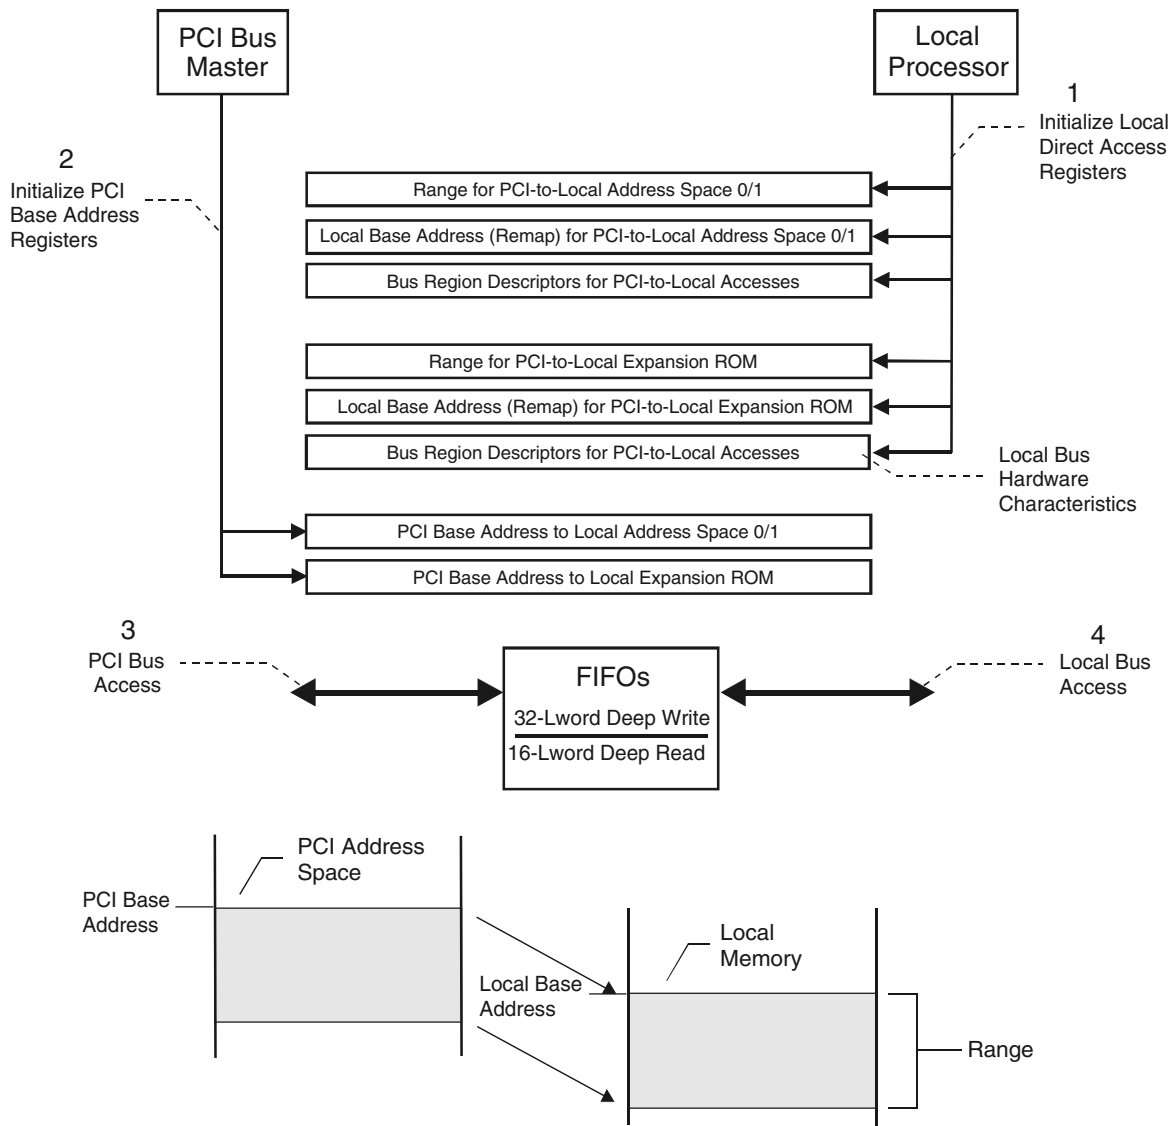 PCI Bus
Master
Local
Processor
1
Initialize Local
Direct Access
Registers
2
Initialize PCI
Base Address
Registers
Range for PCI-to-Local Address Space 0/1
Local Base Address (Remap) for PCI-to-Local Address Space 0/1
Bus Region Descriptors for PCI-to-Local Accesses
Range for PCI-to-Local Expansion ROM
Local Base Address (Remap) for PCI-to-Local Expansion ROM
Bus Region Descriptors for PCI-to-Local Accesses
Local Bus
Hardware
Characteristics
PCI Base Address to Local Address Space 0/1
PCI Base Address to Local Expansion ROM
3
PCI Bus
Access
FIFOs
32-Lword Deep Write
16-Lword Deep Read
4
Local Bus
Access
PCI Address
Space
PCI Base
Address
Local
Memory
Local Base
Address
Range